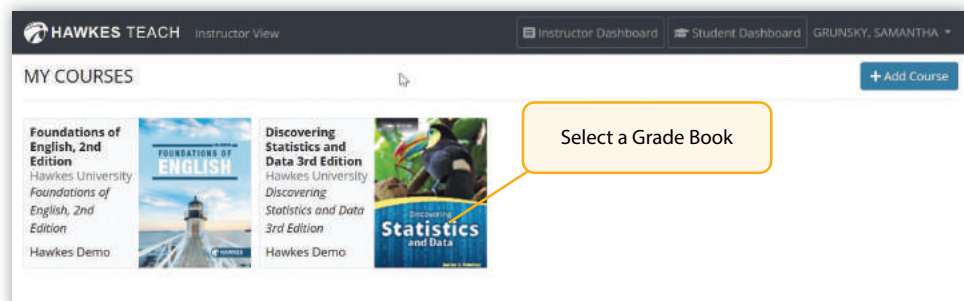 HAWKES TEACH Instructor View
Instructor Dashboard
Student Dashboard
GRUNSKY, SAMANTHA
MY COURSES
+ Add Course
Foundations of
English, 2nd
Edition
Hawkes University
Foundations of
English, 2nd
Edition
Hawkes Demo
FOUNDATIONS OF
ENGLISH
HAWKES
Discovering
Statistics and
Data 3rd Edition
Hawkes University
Discovering
Statistics and Data
3rd Edition
Hawkes Demo
Discovering
Statistics
and Data
Select a Grade Book